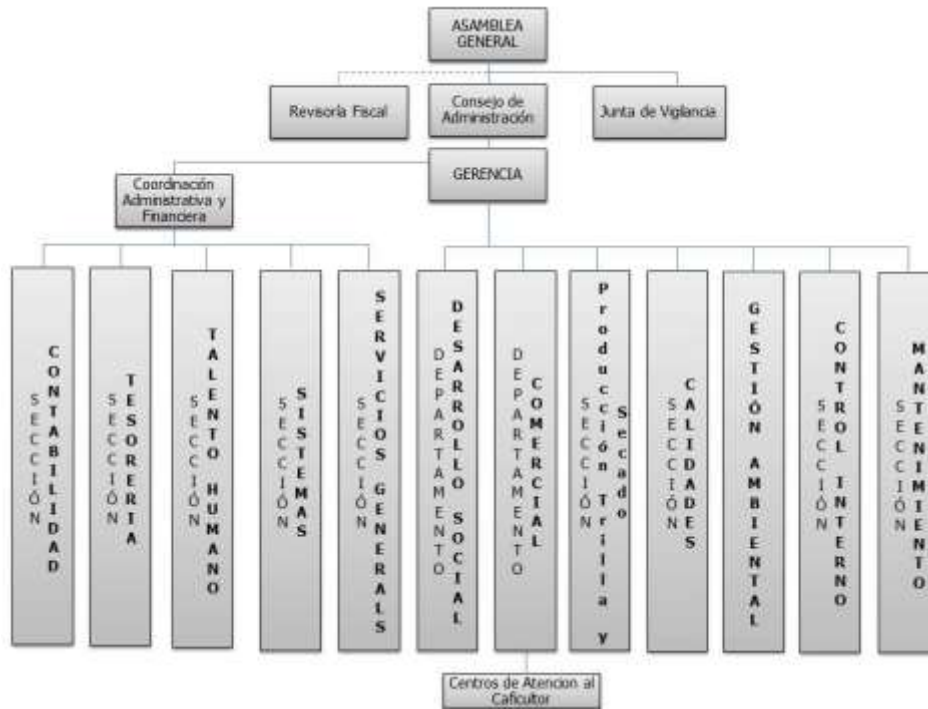 ASAMBLEA
GENERAL
Revisoría Fiscal
Consejo de
Administración
Junta de Vigilancia
GERENCIA
Coordinación
Administrativa y
Financiera
SECCIÓN
CONTABILIDAD
SECCIÓN
TESORERIA
SECCIÓN
TALENTO HUMANO
SECCIÓN
SISTEMAS
SECCIÓN
SERVICIOS GENERALS
DEPARTAMENTO
DESARROLLO SOCIAL
DEPARTAMENTO
COMERCIAL
SECCIÓN
Producción Trilla y
Secado
SECCIÓN
CALIDADES
GESTIÓN AMBIENTAL
SECCIÓN
CONTROL INTERNO
SECCIÓN
MANTENIMIENTO
Centros de Atencion al
Caficultor